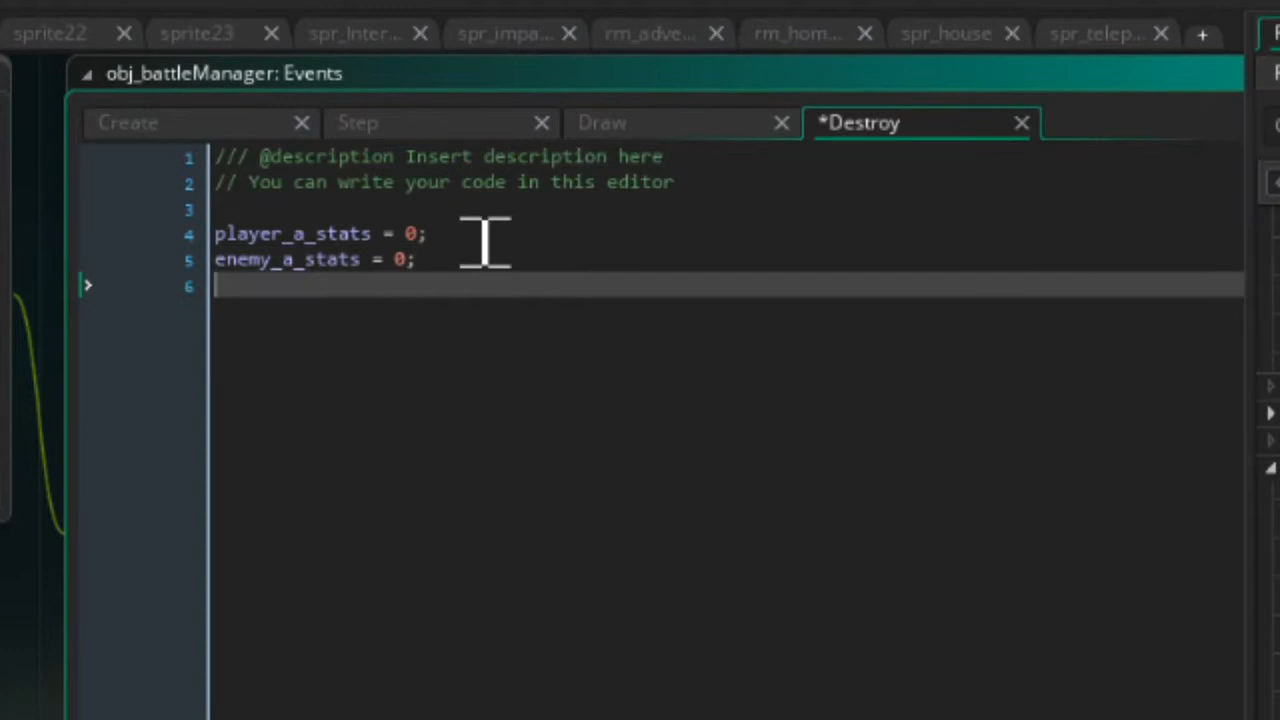 sprite22 sprite23 spr_Inter... spr_impa... rm_adve... rm_hom... spr_house spr_telep... +
obj_battleManager: Events
Create Step Draw *Destroy
1 /// @description Insert description here
2 // You can write your code in this editor
3
4 player_a_stats = 0;
5 enemy_a_stats = 0;
6